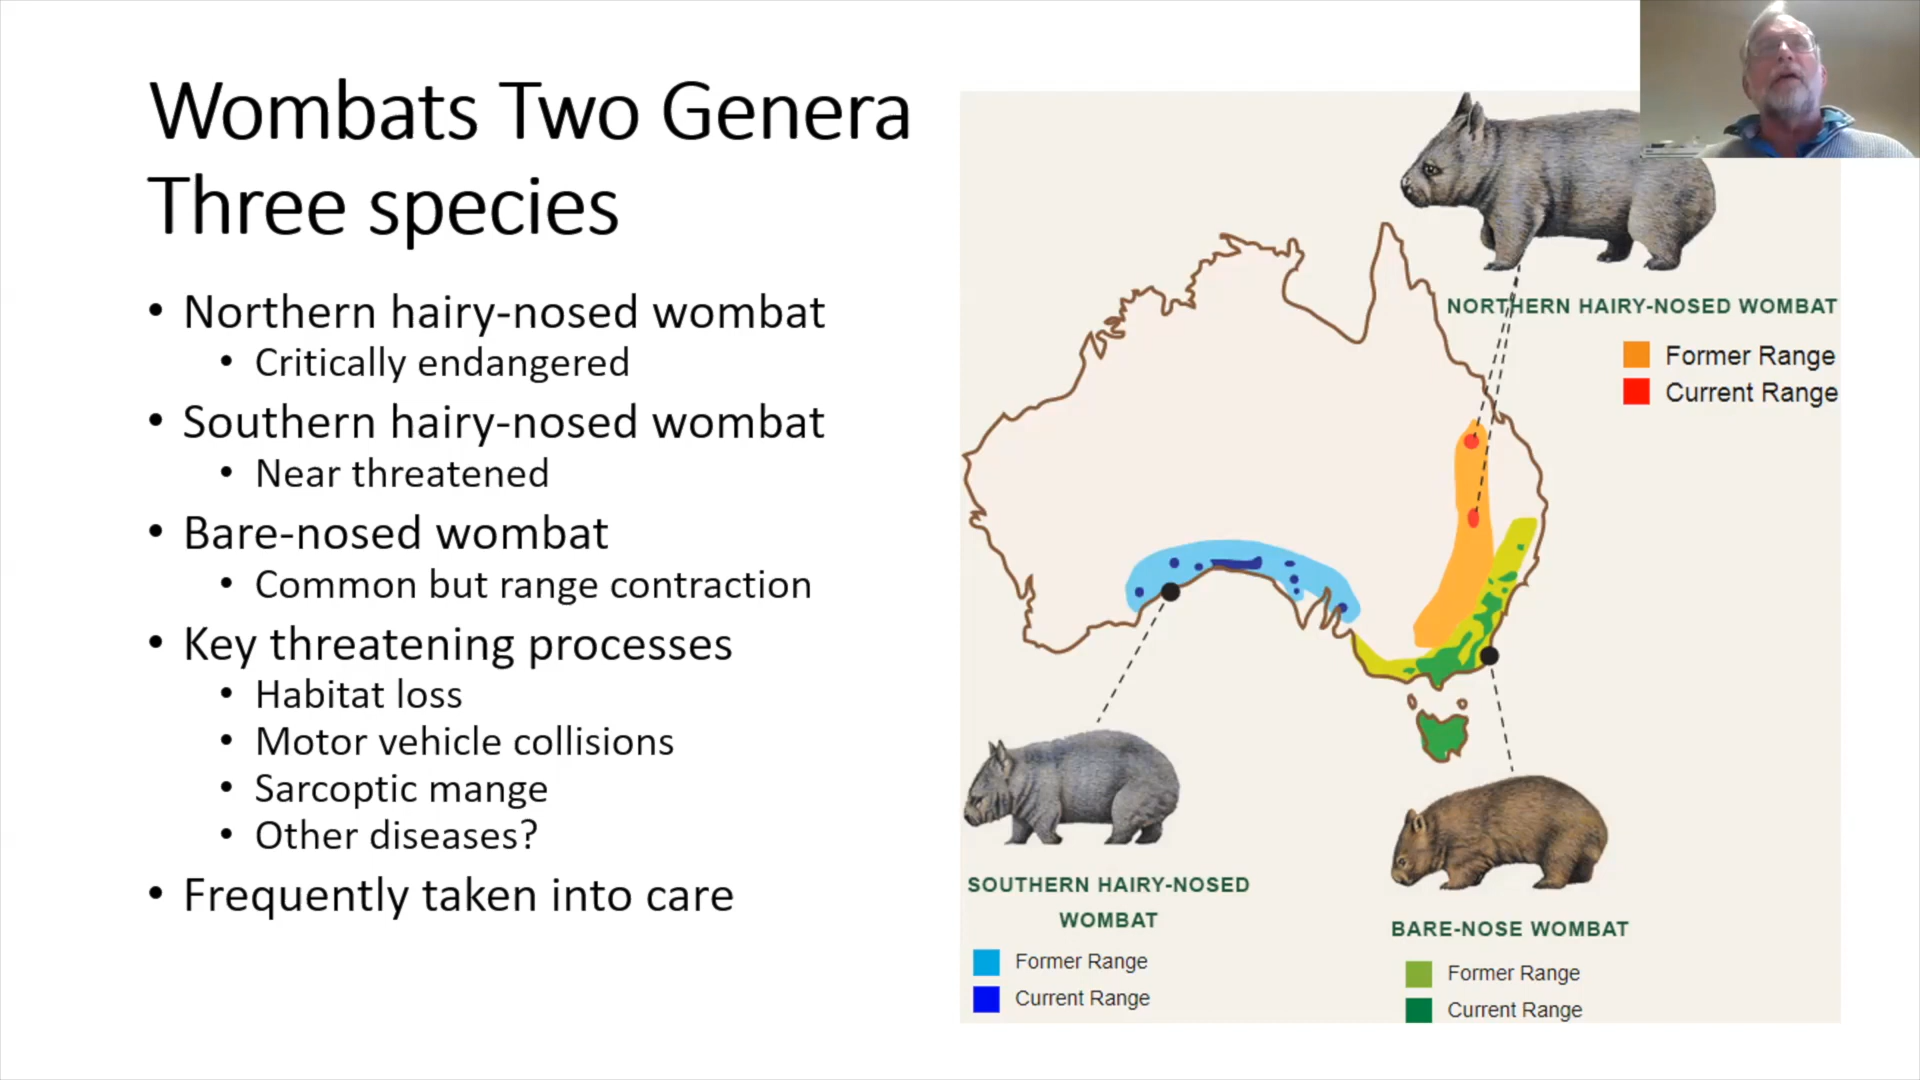 Wombats Two Genera
Three species
• Northern hairy-nosed wombat
• Critically endangered
• Southern hairy-nosed wombat
• Near threatened
• Bare-nosed wombat
• Common but range contraction
• Key threatening processes
• Habitat loss
• Motor vehicle collisions
• Sarcoptic mange
• Other diseases?
• Frequently taken into care
NORTHERN HAIRY-NOSED WOMBAT
Former Range
Current Range
SOUTHERN HAIRY-NOSED
WOMBAT
Former Range
Current Range
BARE-NOSE WOMBAT
Former Range
Current Range